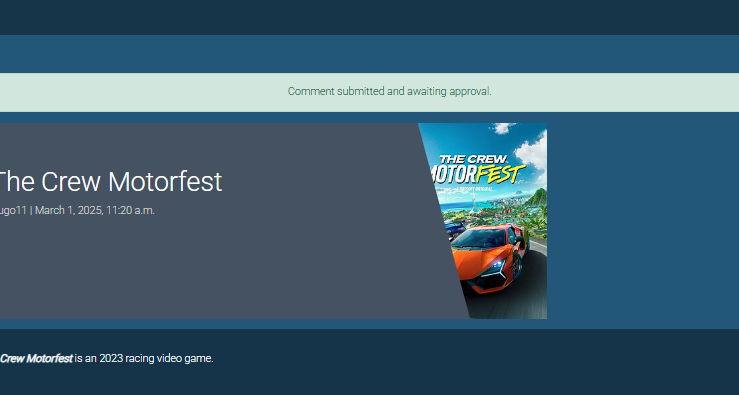 Comment submitted and awaiting approval.
The Crew Motorfest
ugo11 | March 1, 2025, 11:20 a.m.
THE CREW
MOTORFEST
Crew Motorfest is an 2023 racing video game.